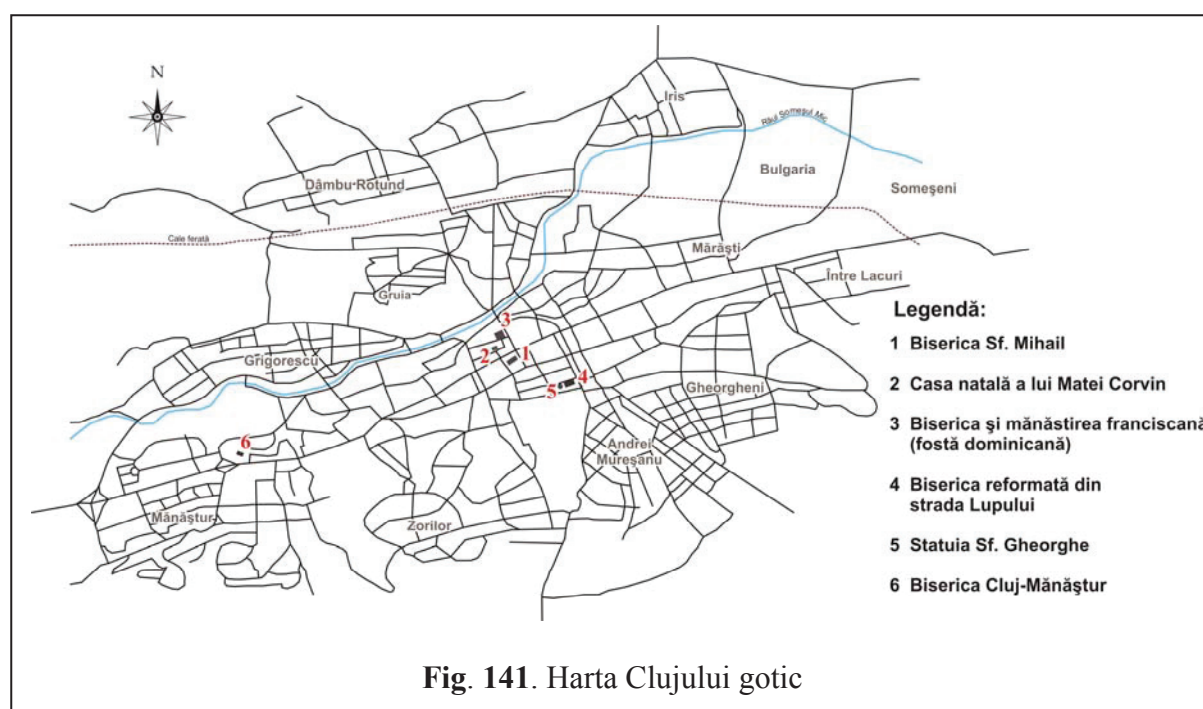 N
Iris
Râul Someşul Mic
Bulgaria
Someşeni
Dâmbu Rotund
Cale ferată
Mărăşti
Între Lacuri
Gruia
3
Legendă:
1
2
1 Biserica Sf. Mihail
Grigorescu
4
5
Gheorgheni
2 Casa natală a lui Matei Corvin
3 Biserica şi mănăstirea franciscană
(fostă dominicană)
6
Andrei
Mureşanu
4 Biserica reformată din
strada Lupului
Mănăştur
Zorilor
5 Statuia Sf. Gheorghe
6 Biserica Cluj-Mănăştur
Fig. 141. Harta Clujului gotic